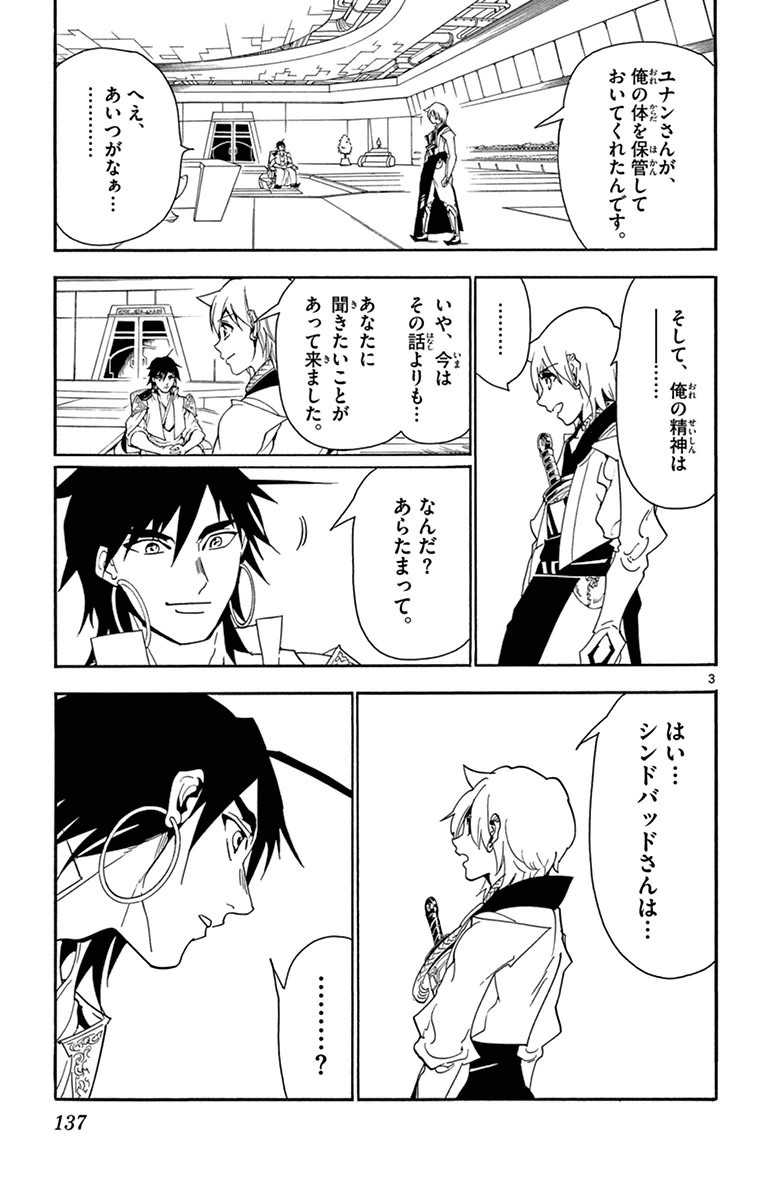 ユナンさんが、
俺の体を保管して
おいてくれたんです。
へえ、
あいつがなぁ…
…………
そして、俺の精神は
――………
………
いや、今は
その話よりも…
あなたに
聞きたいことが
あって来ました。
なんだ？
あらたまって。
3
はい…
シンドバッドさんは…
………？
137